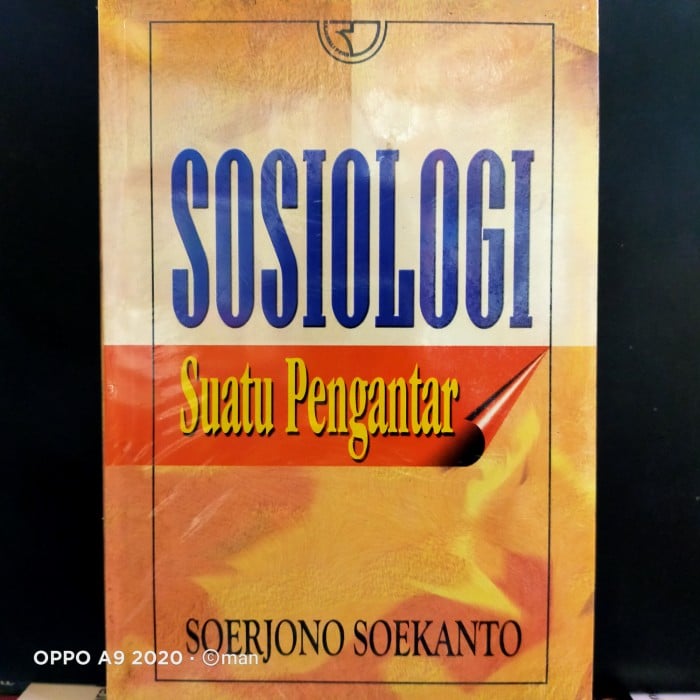 SOSIOLOGI
Suatu Pengantar
SOERJONO SOEKANTO
OPPO A9 2020 · ©man